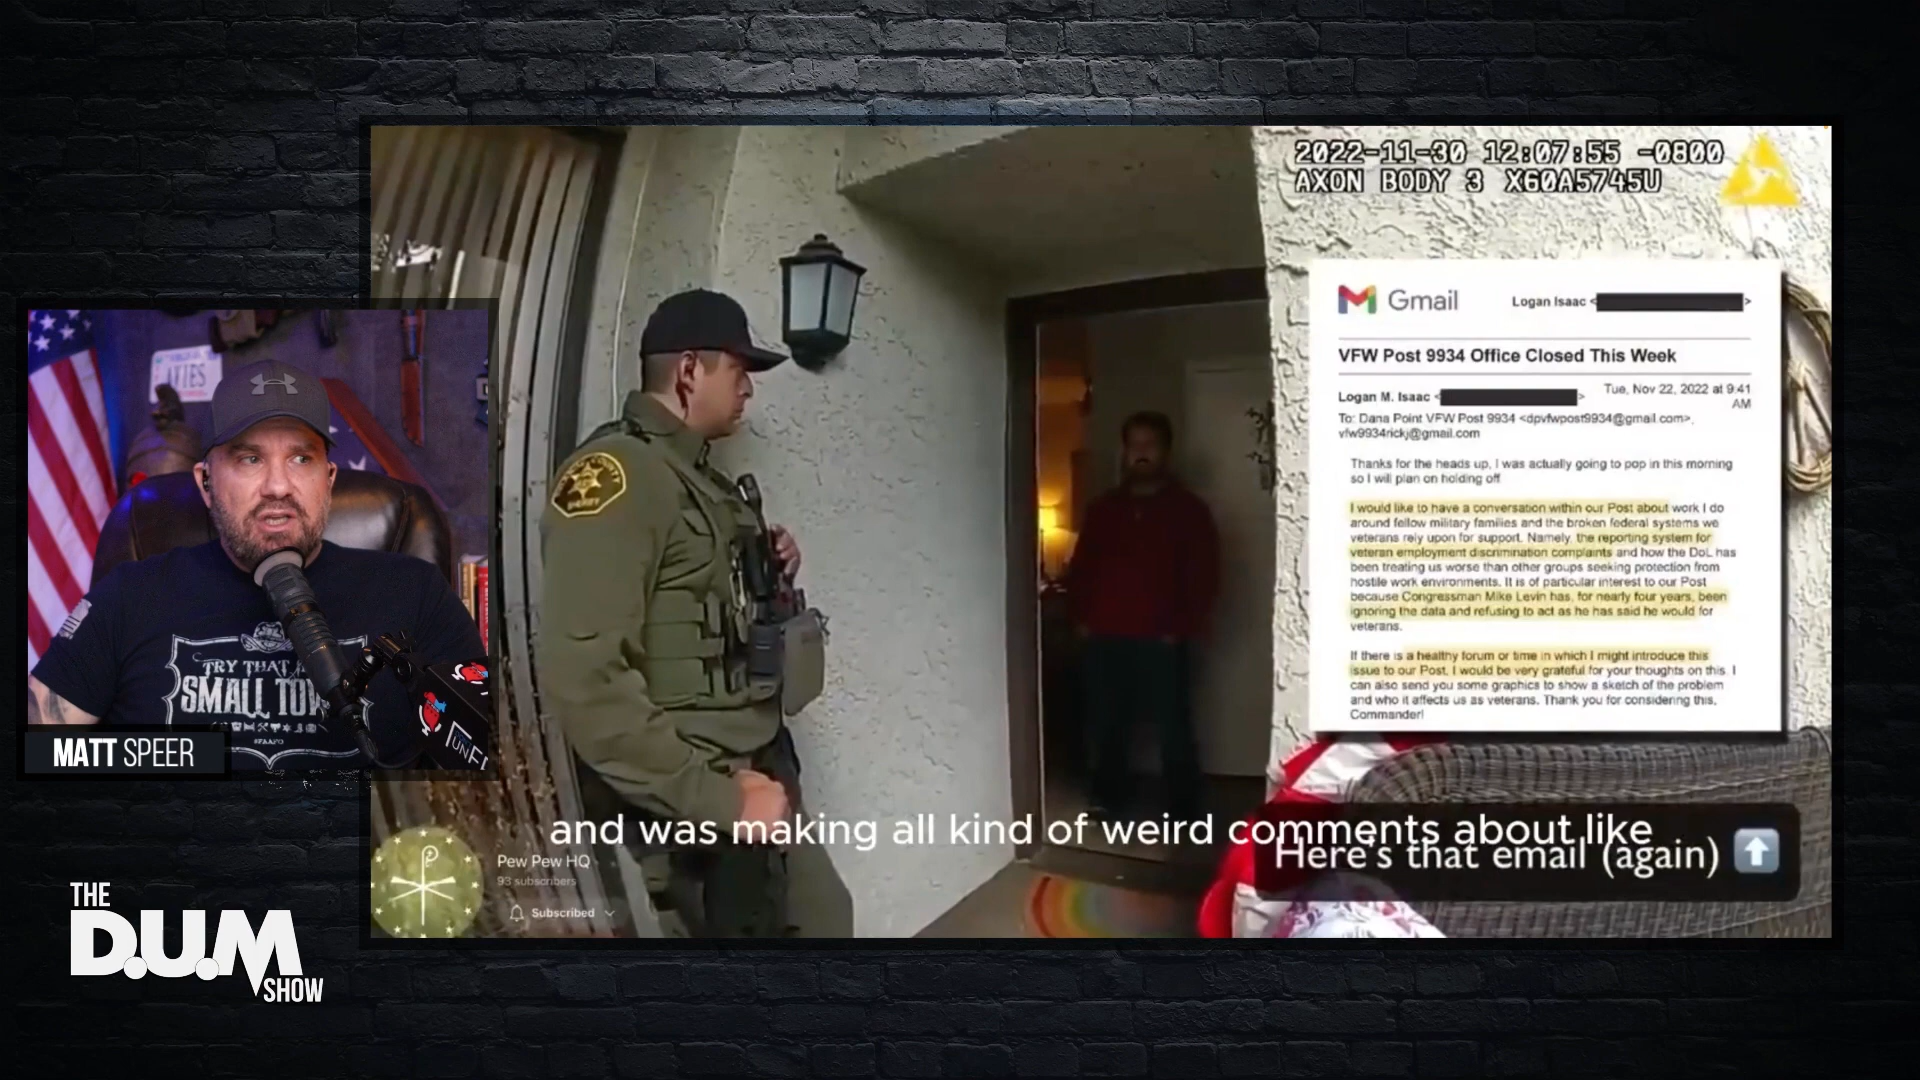 2022-11-30 12:07:55 -0800
AXON BODY 3 X60A5745U
Gmail
Logan Isaac <
>
VFW Post 9934 Office Closed This Week
Logan M. Isaac <
>
Tue, Nov 22, 2022 at 9:41
AM
To: Dana Point VFW Post 9934 <dpvfwpost9934@gmail.com>,
vfw9934rickj@gmail.com
Thanks for the heads up, I was actually going to pop in this morning
so I will plan on holding off
I would like to have a conversation within our Post about work I do
around fellow military families and the broken federal systems we
veterans rely upon for support. Namely, the reporting system for
veteran employment discrimination complaints and how the DoL has
been treating us worse than other groups seeking protection from
hostile work environments. It is of particular interest to our Post
because Congressman Mike Levin has, for nearly four years, been
ignoring the data and refusing to act as he has said he would for
veterans.
If there is a healthy forum or time in which I might introduce this
issue to our Post, I would be very grateful for your thoughts on this. I
can also send you some graphics to show a sketch of the problem
and who it affects us as veterans. Thank you for considering this,
Commander!
SHERIFF
TRY THAT
SMALL TOW
MATT SPEER
and was making all kind of weird comments about like
Here's that email (again)
Pew Pew HQ
93 subscribers
Subscribed
THE
D.U.M
SHOW